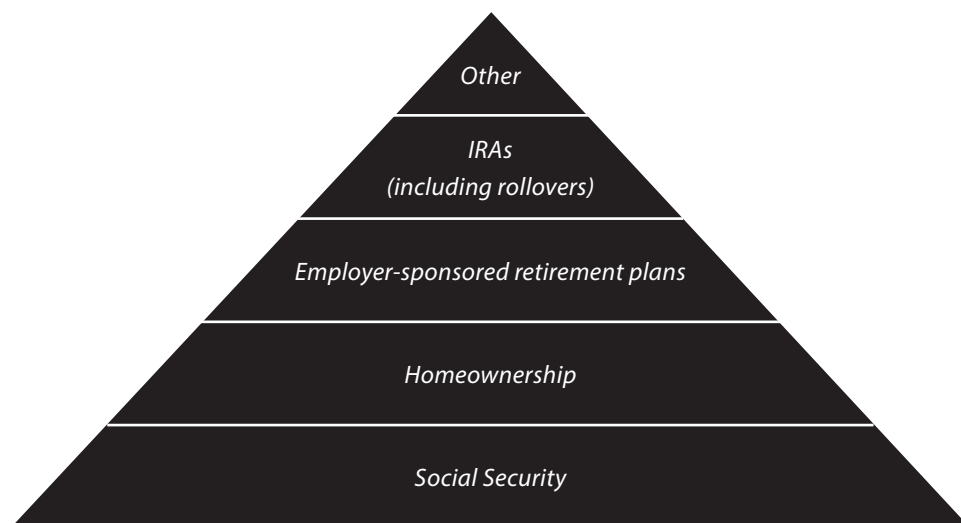 Other
IRAs
(including rollovers)
Employer-sponsored retirement plans
Homeownership
Social Security